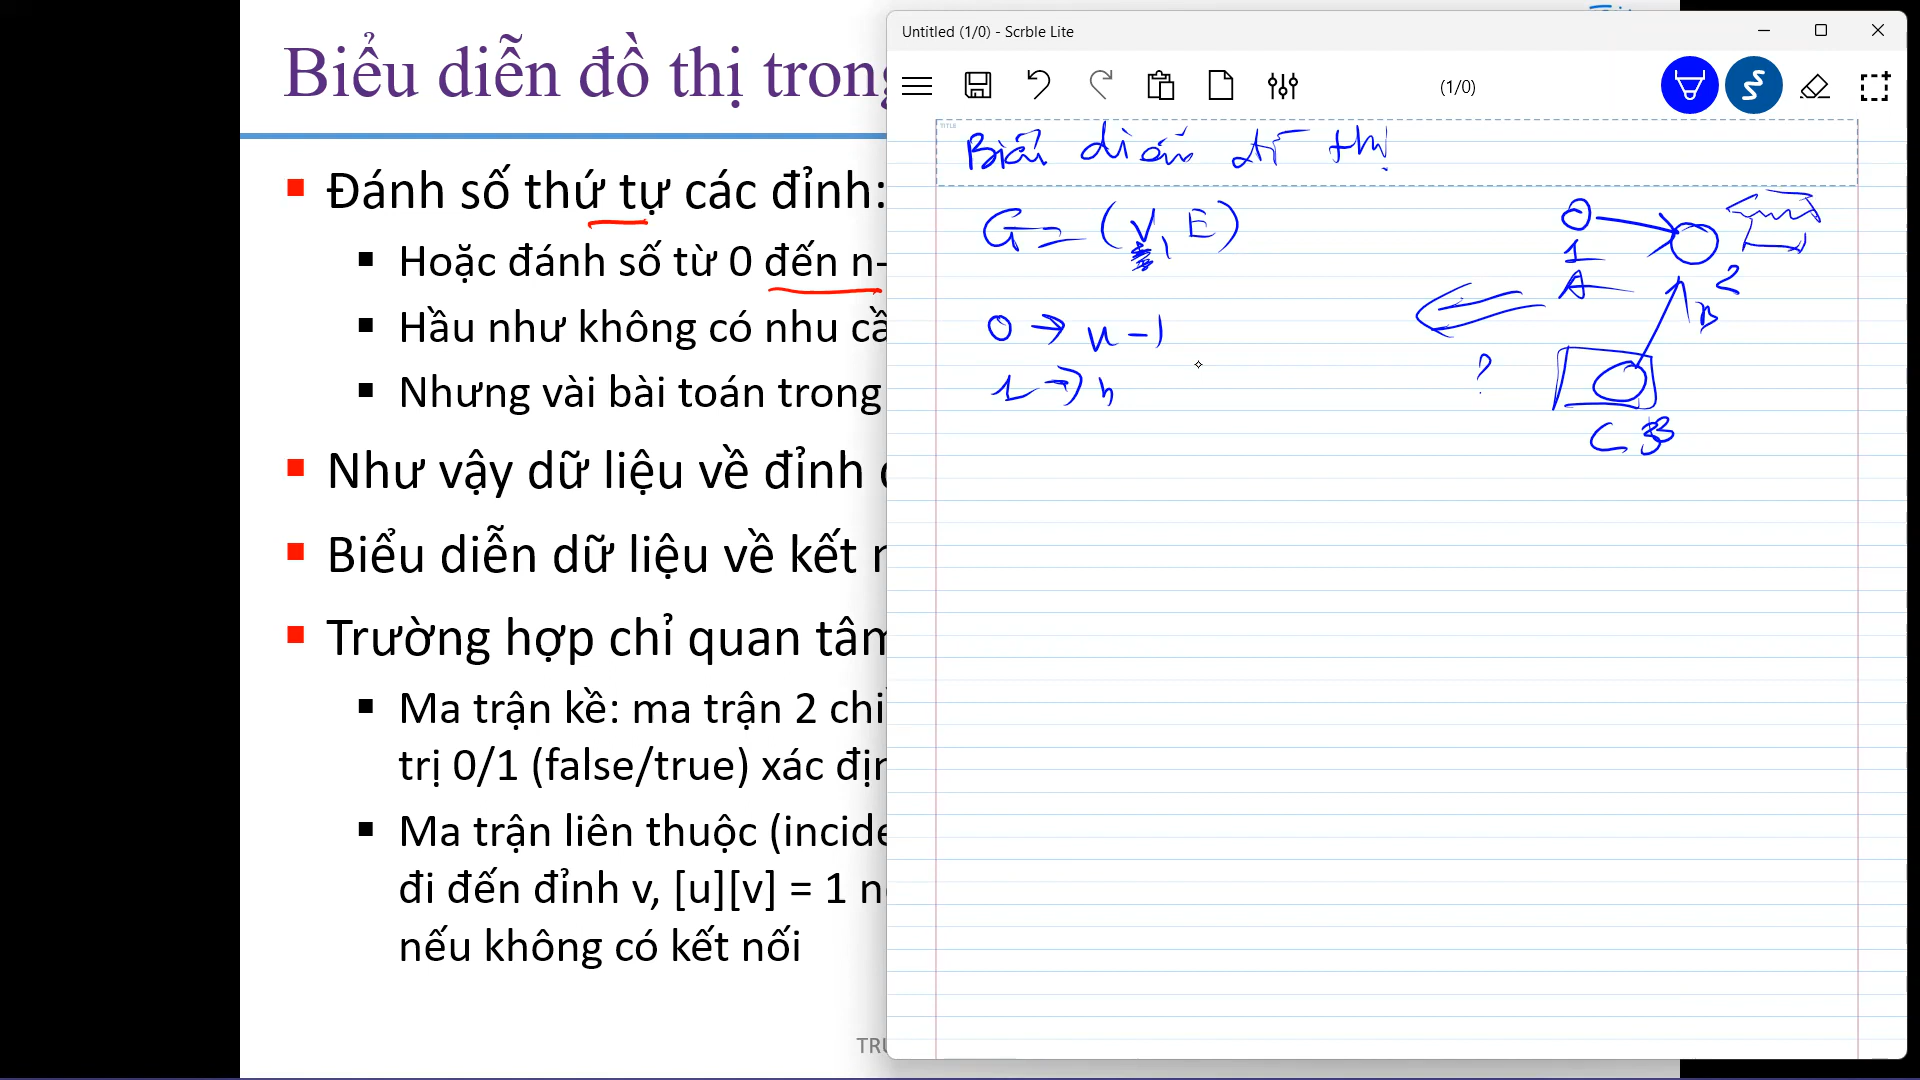 Biểu diễn đồ thị trong
Đánh số thứ tự các đỉnh:
Hoặc đánh số từ 0 đến n-
Hầu như không có nhu cầ
Nhưng vài bài toán trong
Như vậy dữ liệu về đỉnh
Biểu diễn dữ liệu về kết
Trường hợp chỉ quan tâm
Ma trận kề: ma trận 2 chi
trị 0/1 (false/true) xác địn
Ma trận liên thuộc (incide
đi đến đỉnh v, [u][v] = 1 n
nếu không có kết nối
TRU
Untitled (1/0) - Scrble Lite
(1/0)
TITLE
Biểu diễn đồ thị
G = (V, E)
0 → n - 1
1 → n
1
A
2
B
?
C 3